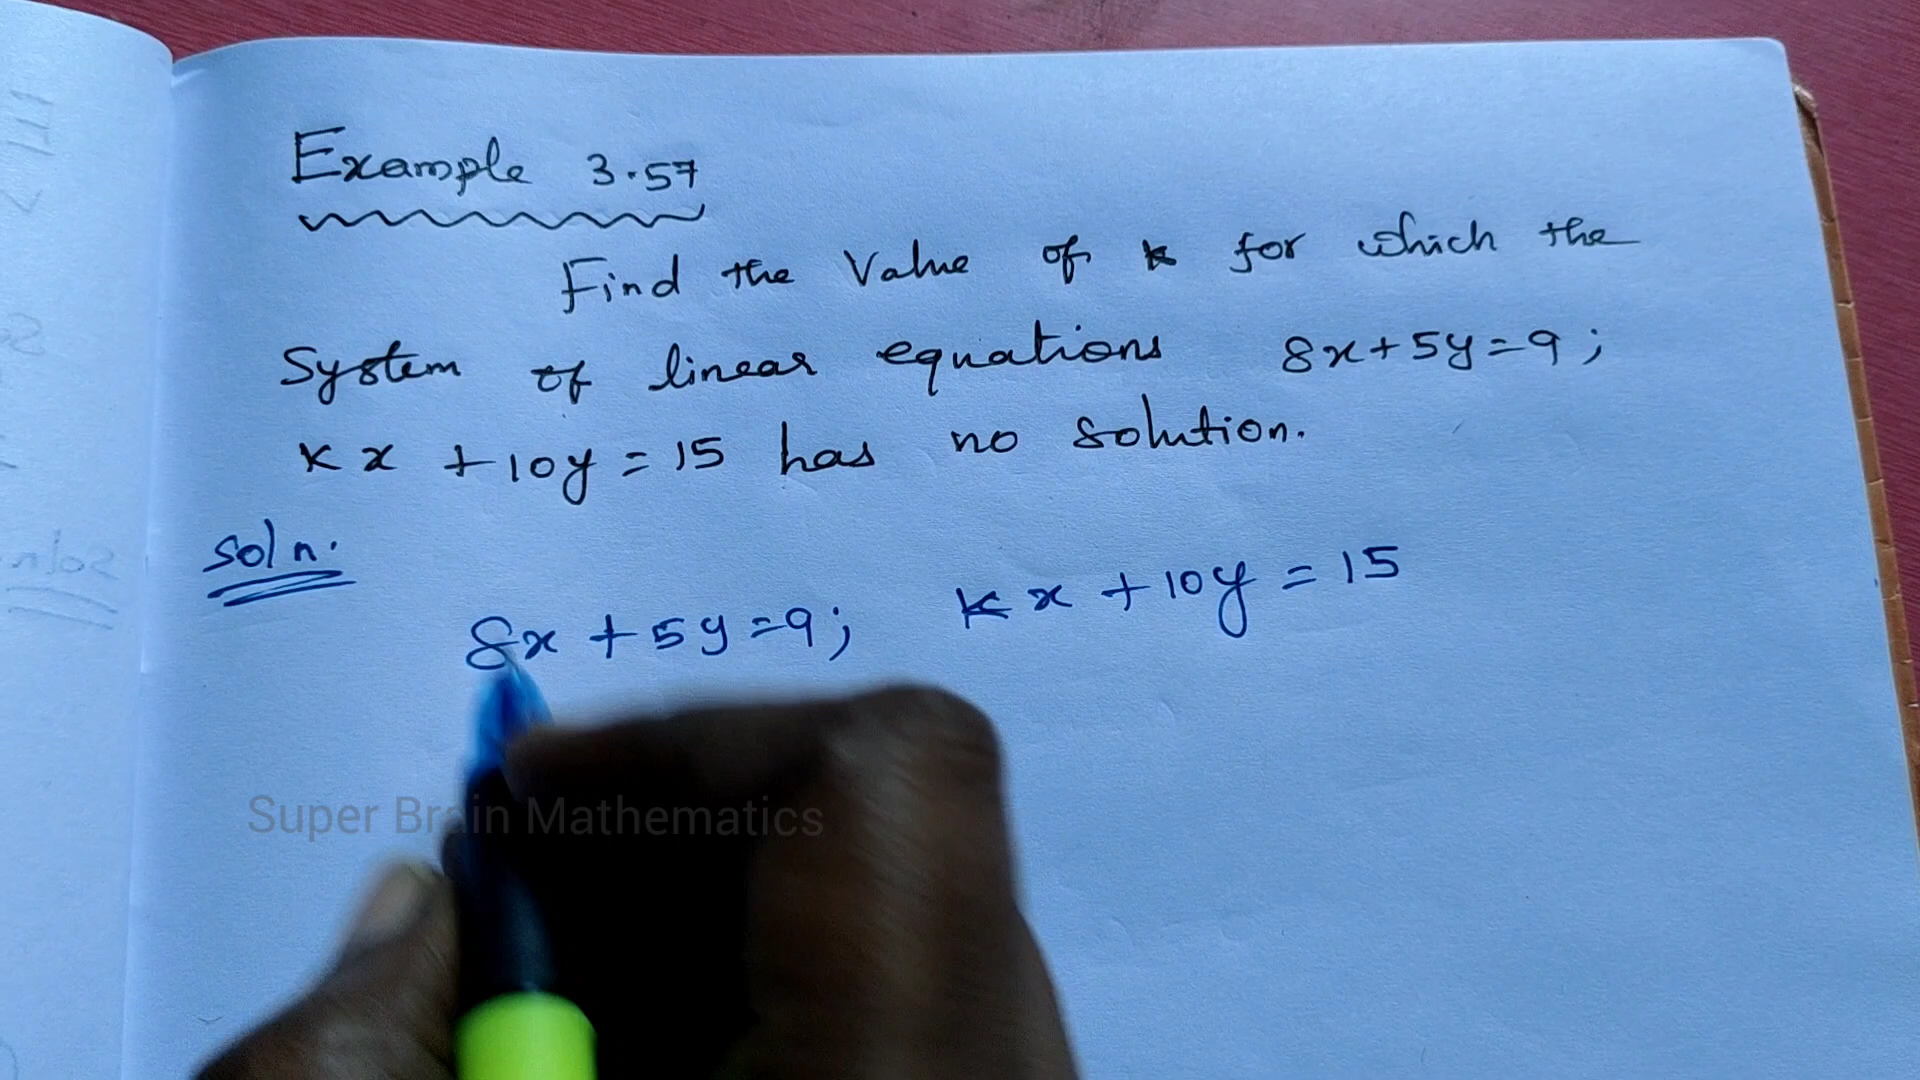 Example 3.57
Find the Value of k for which the
System of linear equations 8x+5y=9;
kx +10y=15 has no solution.
Soln.
8x+5y=9; kx+10y=15
Super Brain Mathematics